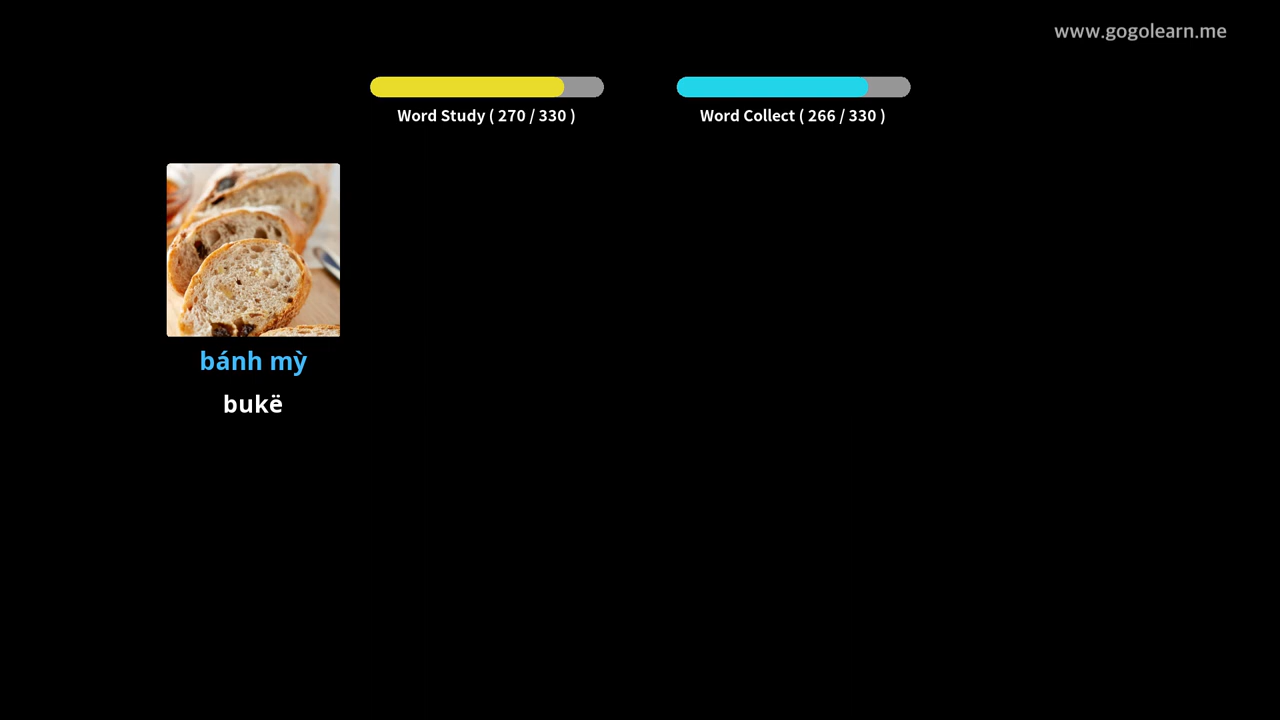 www.gogolearn.me
Word Study ( 270 / 330 )
Word Collect ( 266 / 330 )
bánh mỳ
bukë